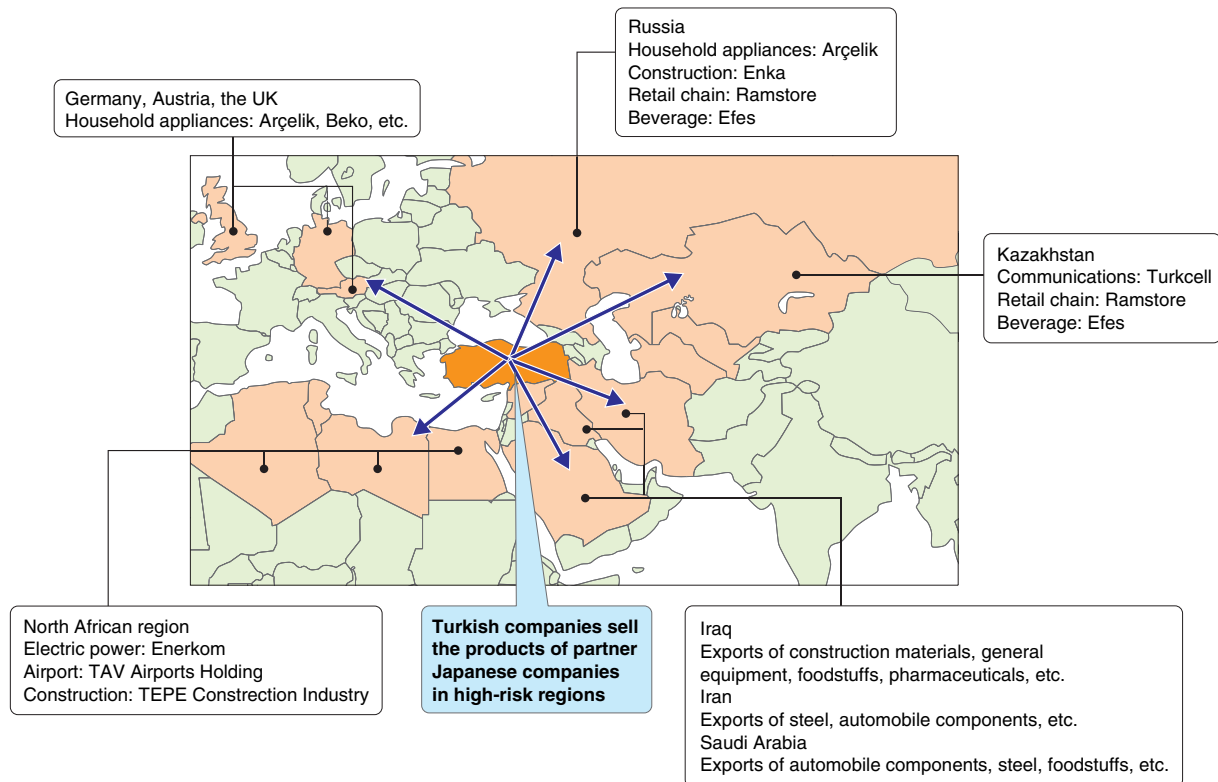 Russia
Household appliances: Arçelik
Construction: Enka
Retail chain: Ramstore
Beverage: Efes
Germany, Austria, the UK
Household appliances: Arçelik, Beko, etc.
Kazakhstan
Communications: Turkcell
Retail chain: Ramstore
Beverage: Efes
North African region
Electric power: Enerkom
Airport: TAV Airports Holding
Construction: TEPE Constrection Industry
Turkish companies sell
the products of partner
Japanese companies
in high-risk regions
Iraq
Exports of construction materials, general
equipment, foodstuffs, pharmaceuticals, etc.
Iran
Exports of steel, automobile components, etc.
Saudi Arabia
Exports of automobile components, steel, foodstuffs, etc.